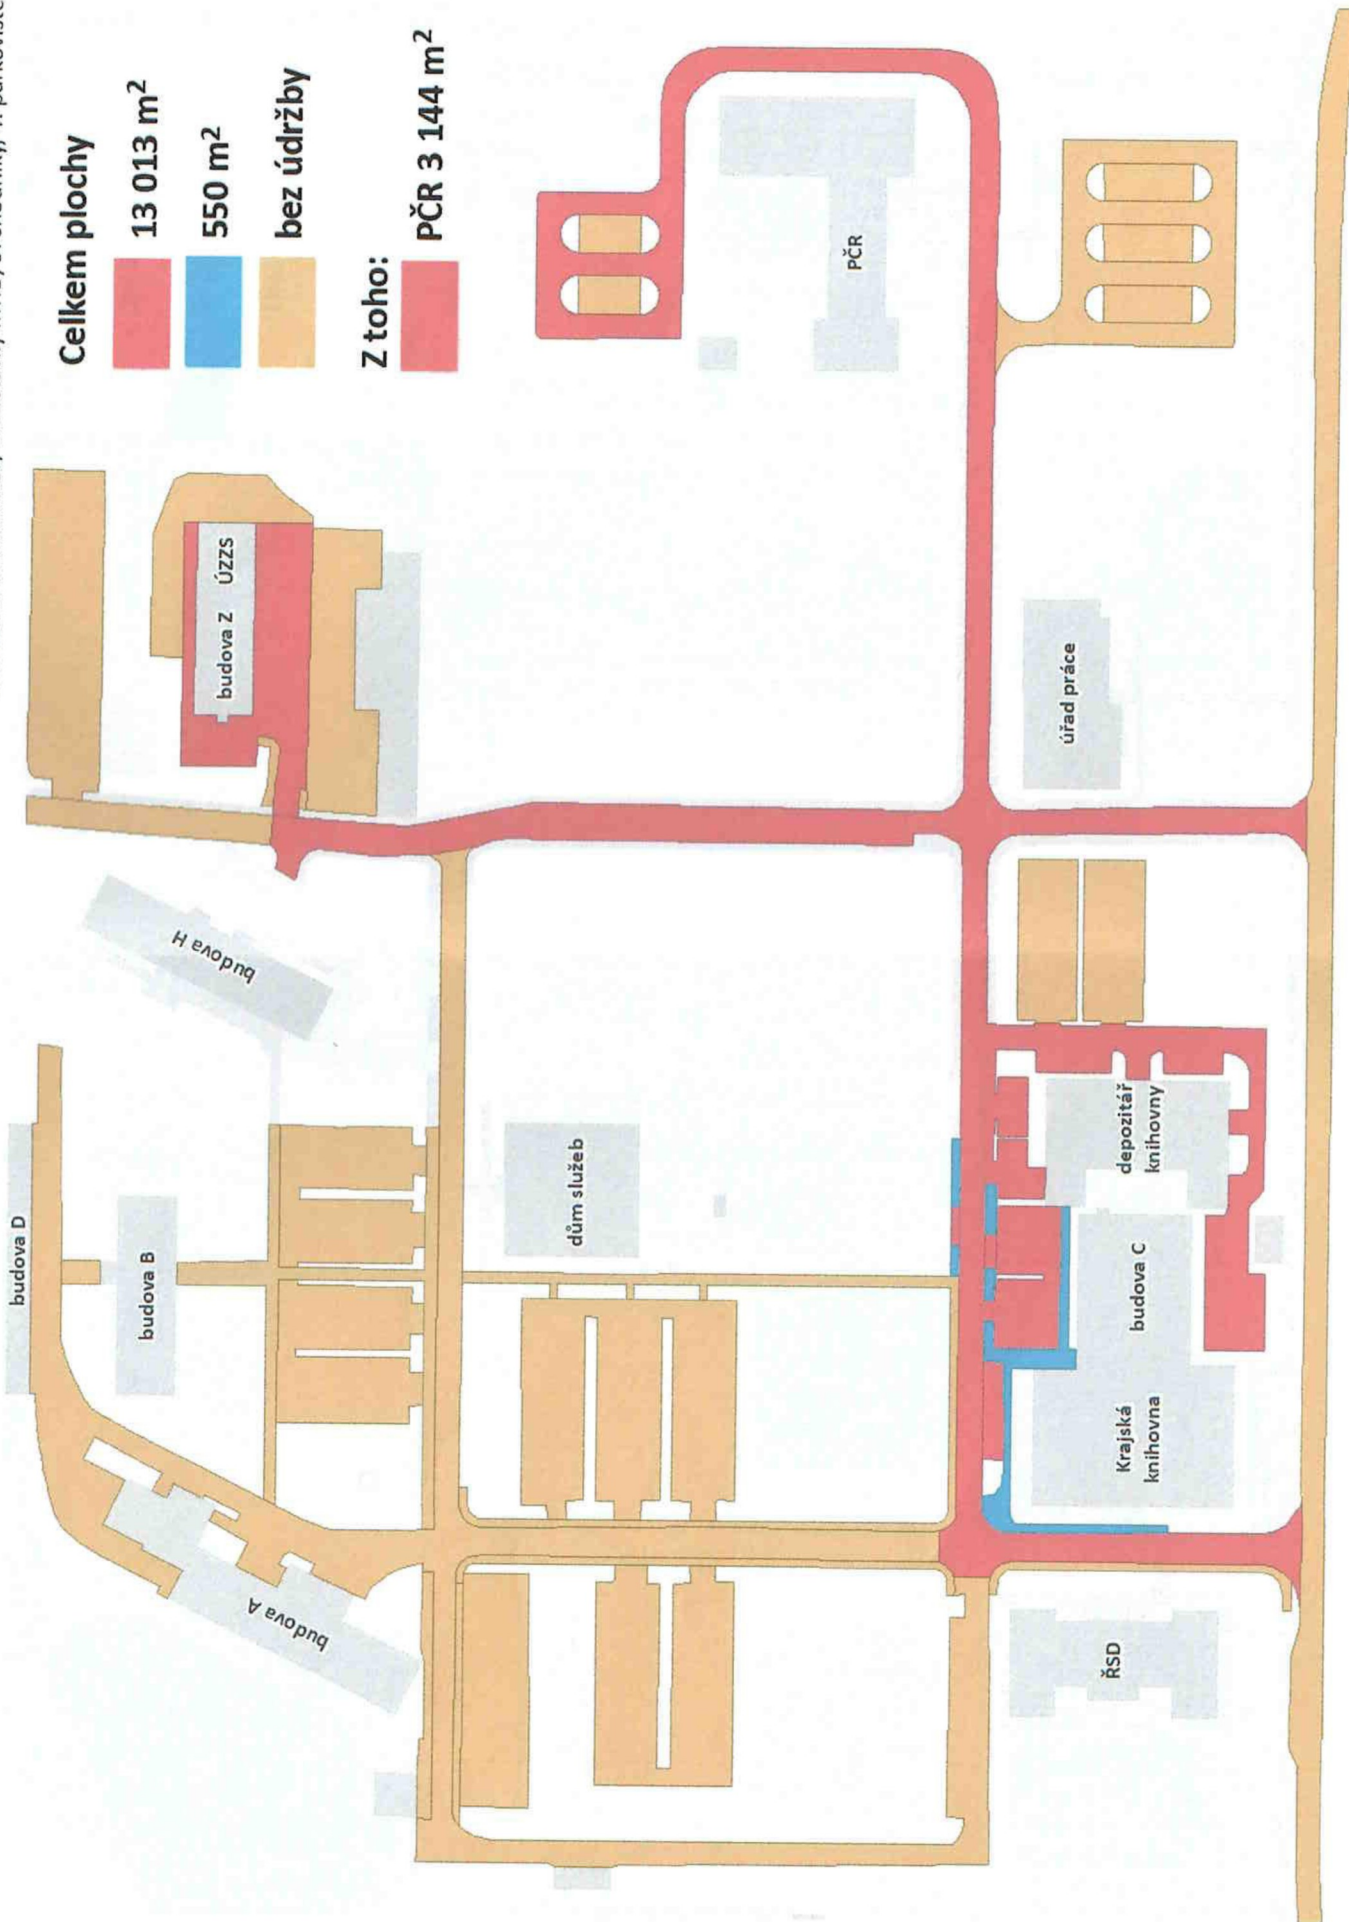 Celkem plochy
13 013 m²
550 m²
bez údržby
Z toho:
PČR 3 144 m²
budova D
budova B
budova A
budova H
budova Z ÚZZS
dům služeb
PČR
úřad práce
depozitář
knihovny
budova C
Krajská
knihovna
ŘSD